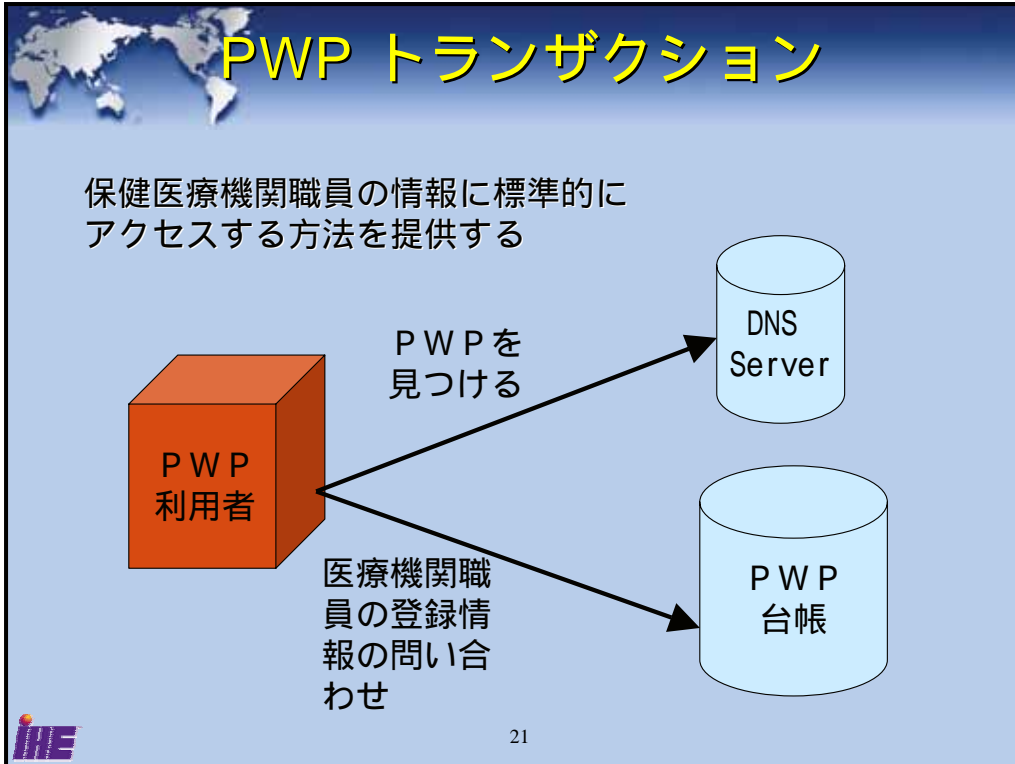 PWP トランザクション
保健医療機関職員の情報に標準的に
アクセスする方法を提供する
ＰＷＰを
見つける
DNS
Server
ＰＷＰ
利用者
医療機関職
員の登録情
報の問い合
わせ
ＰＷＰ
台帳
IHE
21